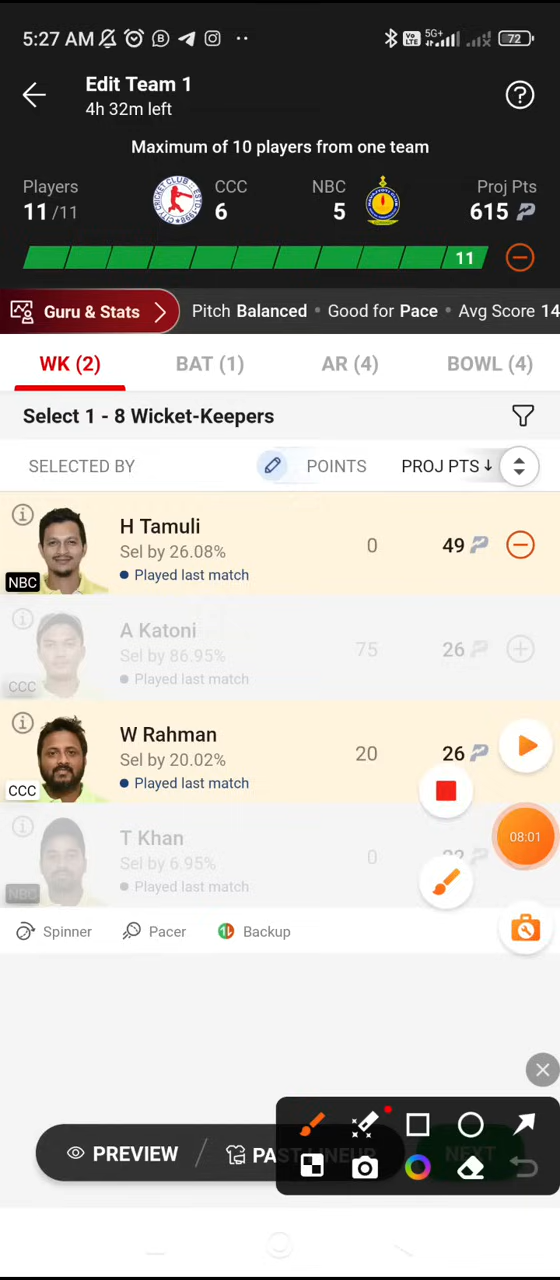 5:27 AM
5G+
72
Edit Team 1
4h 32m left
Maximum of 10 players from one team
Players
11/11
CCC
6
NBC
5
Proj Pts
615
11
Guru & Stats
Pitch Balanced • Good for Pace • Avg Score 14
WK (2)
BAT (1)
AR (4)
BOWL (4)
Select 1 - 8 Wicket-Keepers
SELECTED BY
POINTS
PROJ PTS
H Tamuli
Sel by 26.08%
Played last match
NBC
0
49
A Katoni
Sel by 86.95%
Played last match
CCC
75
26
W Rahman
Sel by 20.02%
Played last match
CCC
20
26
T Khan
Sel by 6.95%
Played last match
NBC
0
08:01
Spinner
Pacer
Backup
PREVIEW
PAST LINEUP
NEXT